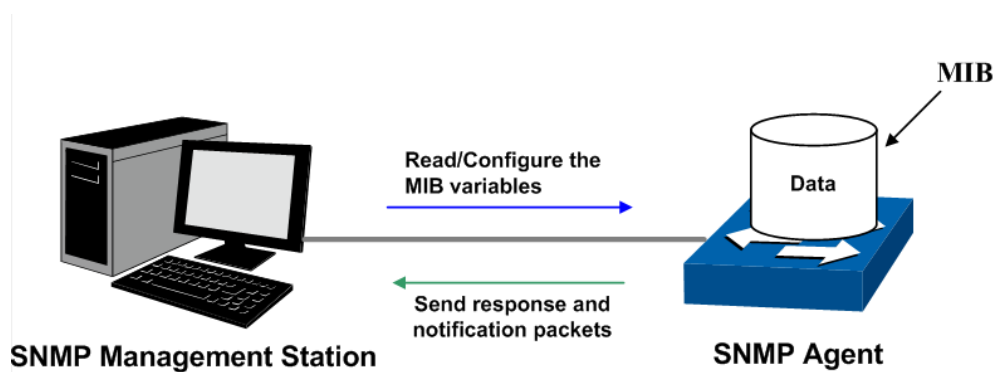 MIB
Read/Configure the
MIB variables
Data
Send response and
notification packets
SNMP Management Station
SNMP Agent